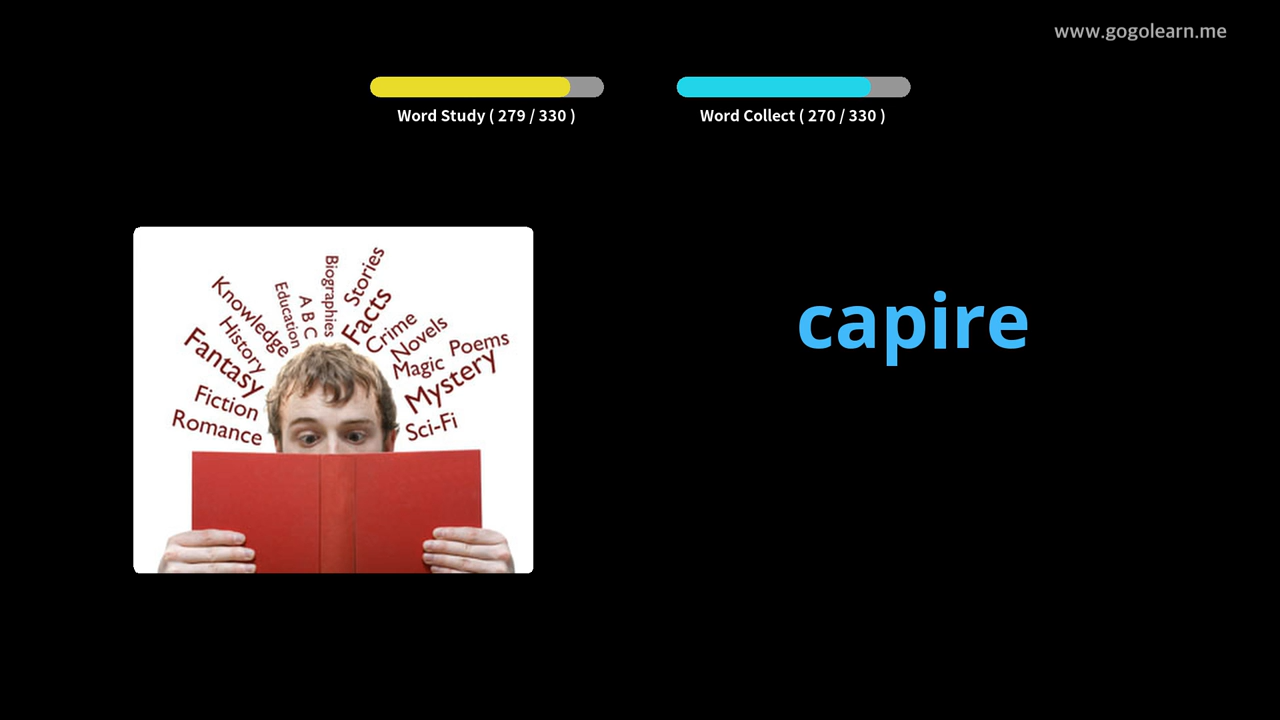 www.gogolearn.me
Word Study ( 279 / 330 )
Word Collect ( 270 / 330 )
Biographies
Stories
Education
A B C
Facts
Knowledge
Crime
History
Novels
Fantasy
Magic
Poems
Mystery
Fiction
Romance
Sci-Fi
capire